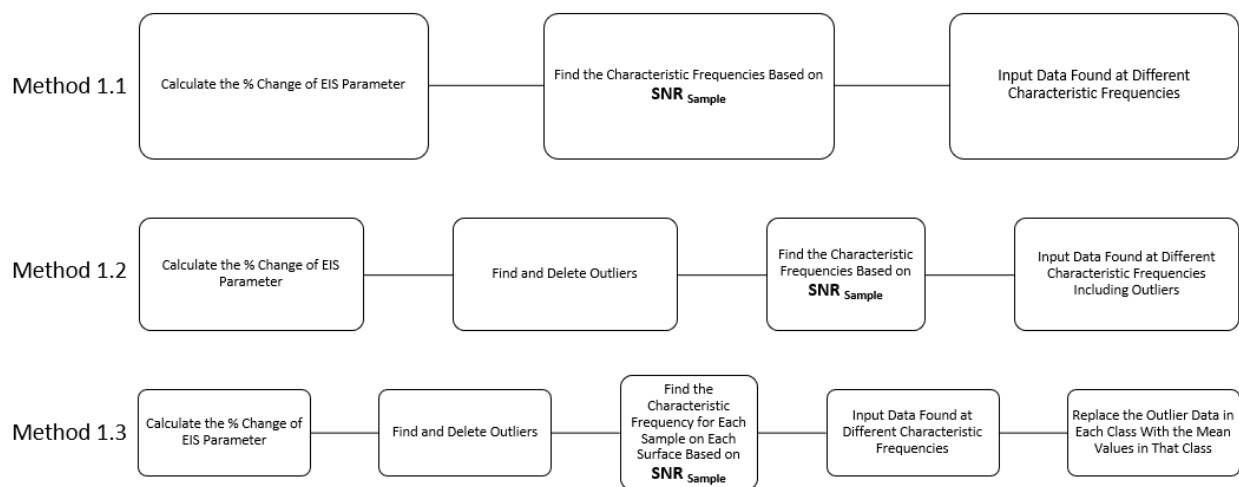 Method 1.1
Calculate the % Change of EIS Parameter
Find the Characteristic Frequencies Based on
SNR Sample
Input Data Found at Different
Characteristic Frequencies
Method 1.2
Calculate the % Change of EIS
Parameter
Find and Delete Outliers
Find the Characteristic
Frequencies Based on
SNR Sample
Input Data Found at Different
Characteristic Frequencies
Including Outliers
Method 1.3
Calculate the % Change of
EIS Parameter
Find and Delete Outliers
Find the
Characteristic
Frequency for Each
Sample on Each
Surface Based on
SNR Sample
Input Data Found at
Different Characteristic
Frequencies
Replace the Outlier Data in
Each Class With the Mean
Values in That Class